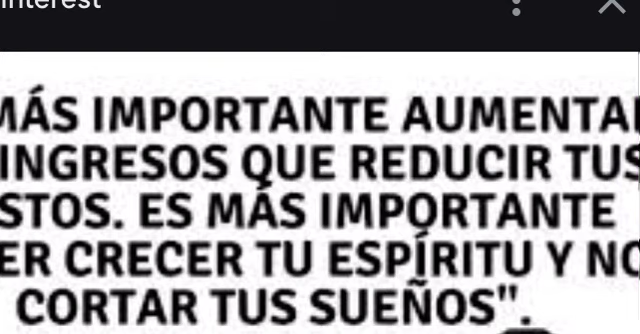 interest
MÁS IMPORTANTE AUMENTA
INGRESOS QUE REDUCIR TUS
STOS. ES MÁS IMPORTANTE
ER CRECER TU ESPÍRITU Y NO
CORTAR TUS SUEÑOS".